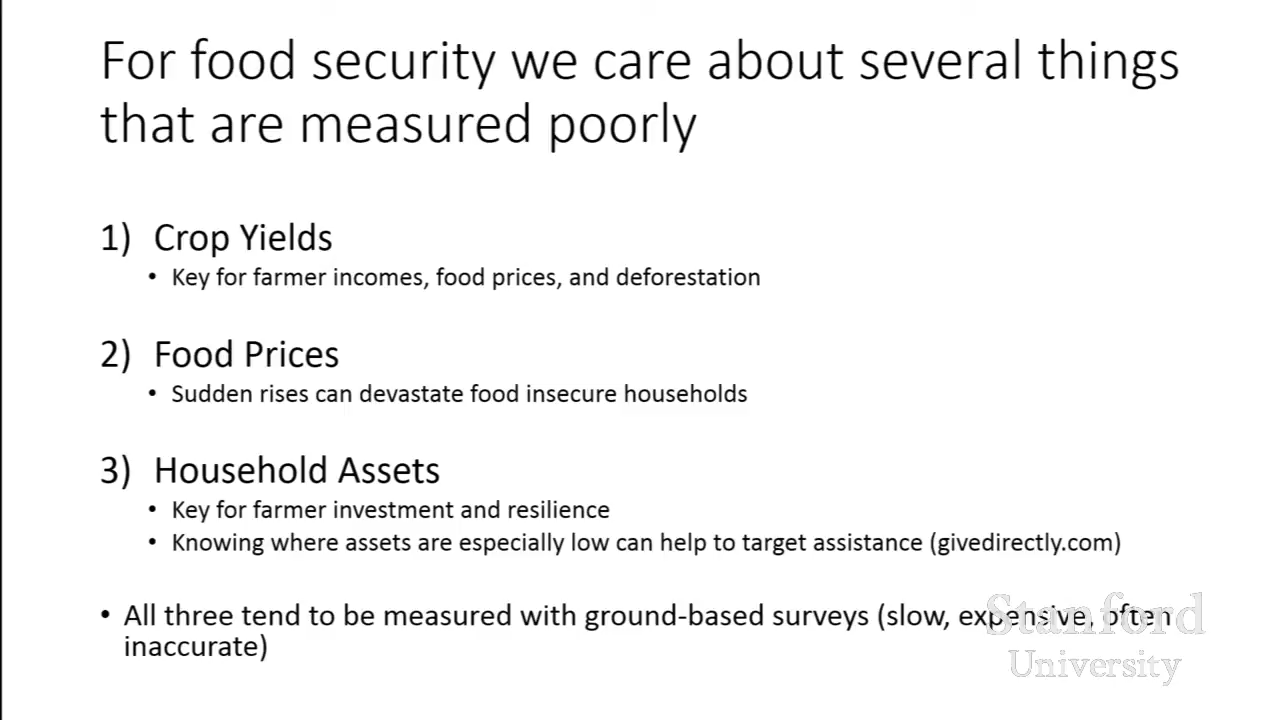 For food security we care about several things
that are measured poorly
1) Crop Yields
• Key for farmer incomes, food prices, and deforestation
2) Food Prices
• Sudden rises can devastate food insecure households
3) Household Assets
• Key for farmer investment and resilience
• Knowing where assets are especially low can help to target assistance (givedirectly.com)
• All three tend to be measured with ground-based surveys (slow, expensive, often
inaccurate)
Stanford
University